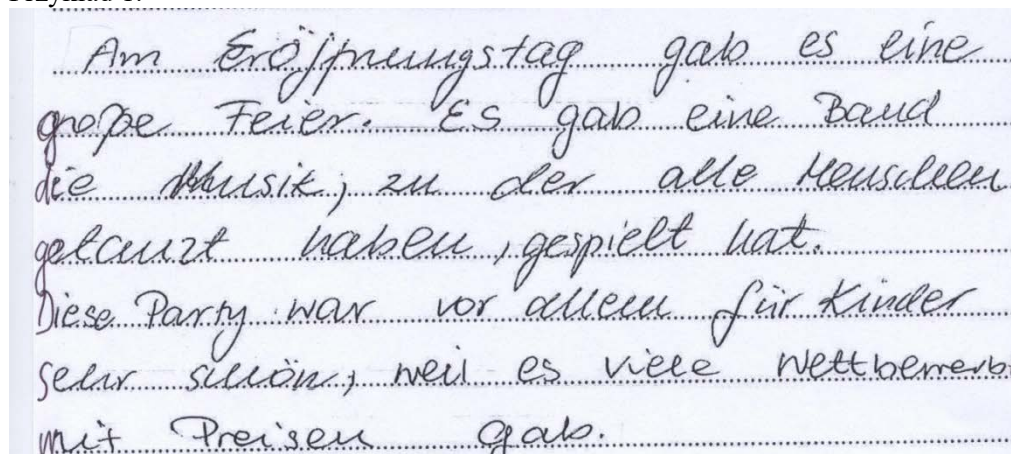 Am Eröffnungstag gab es eine
große Feier. Es gab eine Band
die Musik, zu der alle Menschen
getanzt haben, gespielt hat.
Diese Party war vor allem für Kinder
sehr schön, weil es viele Wettbewerb
mit Preisen gab.